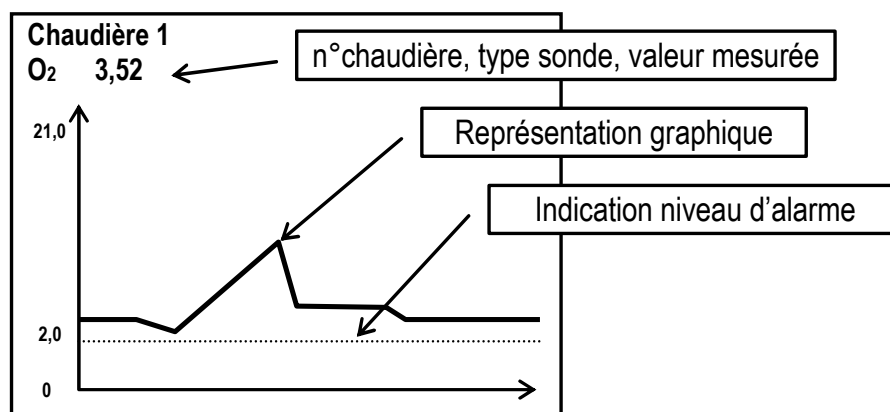 Chaudière 1
O₂ 3,52
n°chaudière, type sonde, valeur mesurée
21,0
Représentation graphique
Indication niveau d’alarme
2,0
0